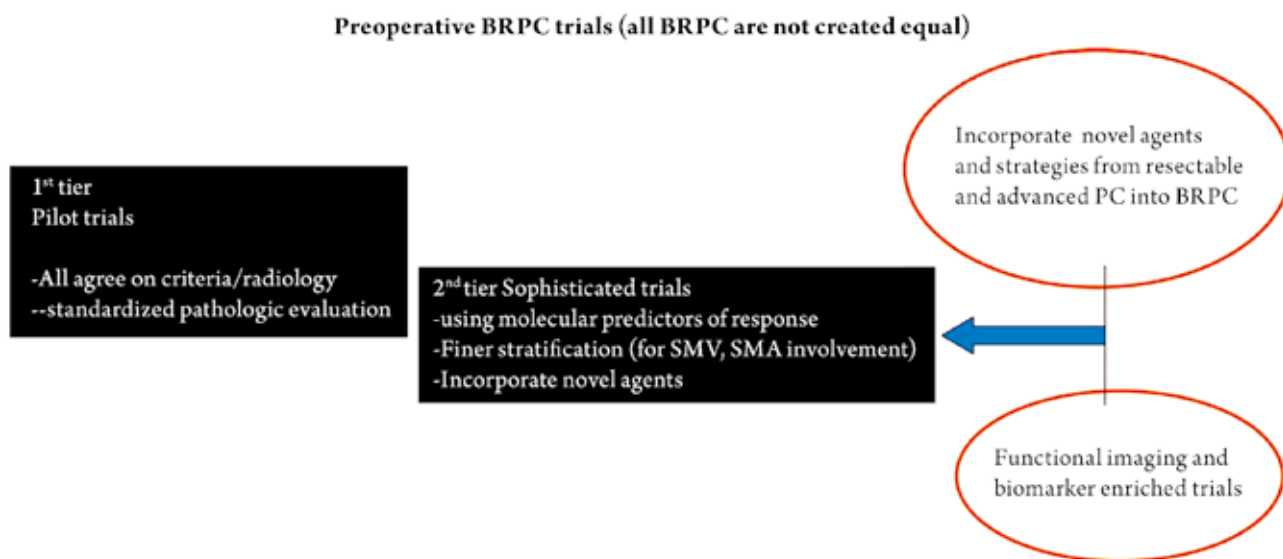 Preoperative BRPC trials (all BRPC are not created equal)
1st tier
Pilot trials
-All agree on criteria/radiology
--standardized pathologic evaluation
2nd tier Sophisticated trials
-using molecular predictors of response
-Finer stratification (for SMV, SMA involvement)
-Incorporate novel agents
Incorporate novel agents
and strategies from resectable
and advanced PC into BRPC
Functional imaging and
biomarker enriched trials